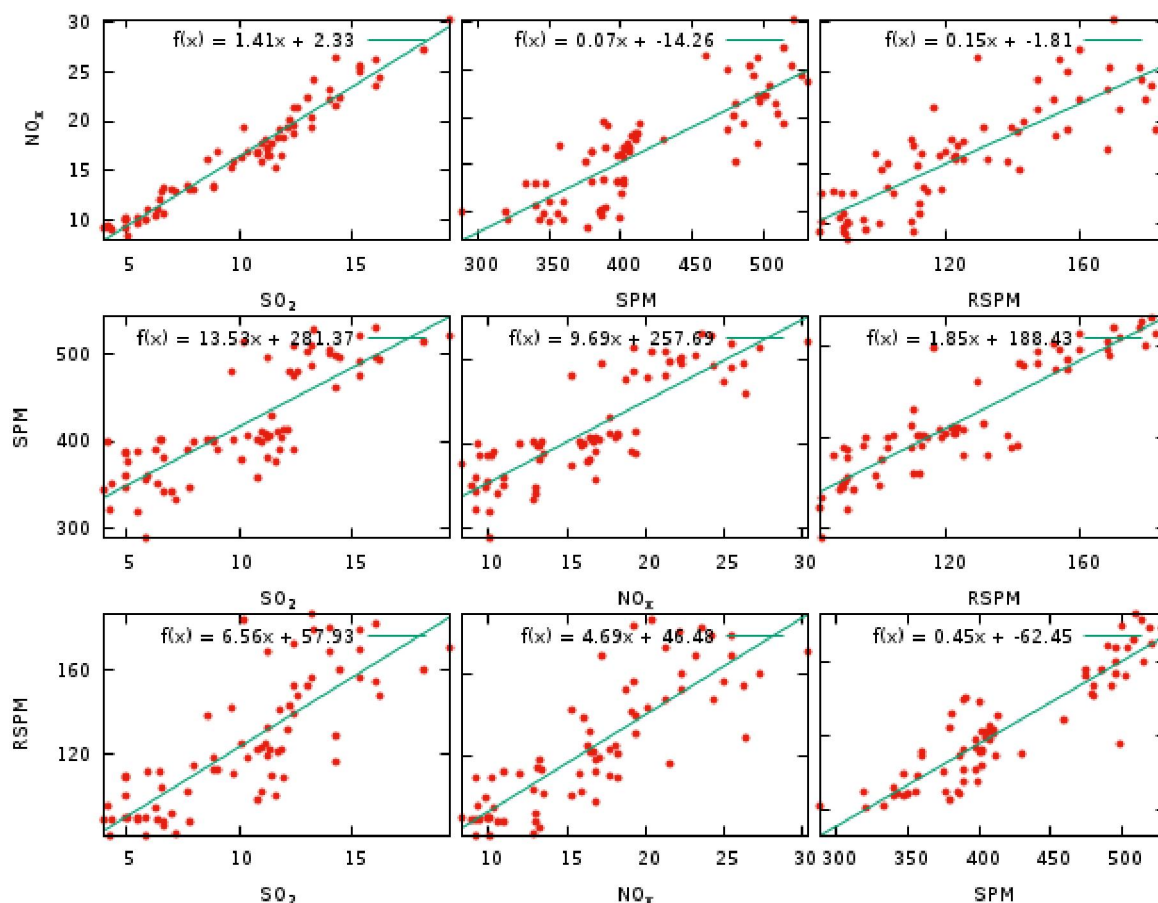 30
25
20
15
10
NOₓ
f(x) = 1.41x + 2.33
f(x) = 0.07x + -14.26
f(x) = 0.15x + -1.81
5 10 15
300 400 500
120 160
SO₂
SPM
RSPM
500
400
300
SPM
f(x) = 13.53x + 281.37
f(x) = 9.69x + 257.69
f(x) = 1.85x + 188.43
5 10 15
10 15 20 25 30
120 160
SO₂
NOₓ
RSPM
160
120
RSPM
f(x) = 6.56x + 57.93
f(x) = 4.69x + 46.48
f(x) = 0.45x + -62.45
5 10 15
10 15 20 25 30
300 350 400 450 500
SO₂
NOₓ
SPM